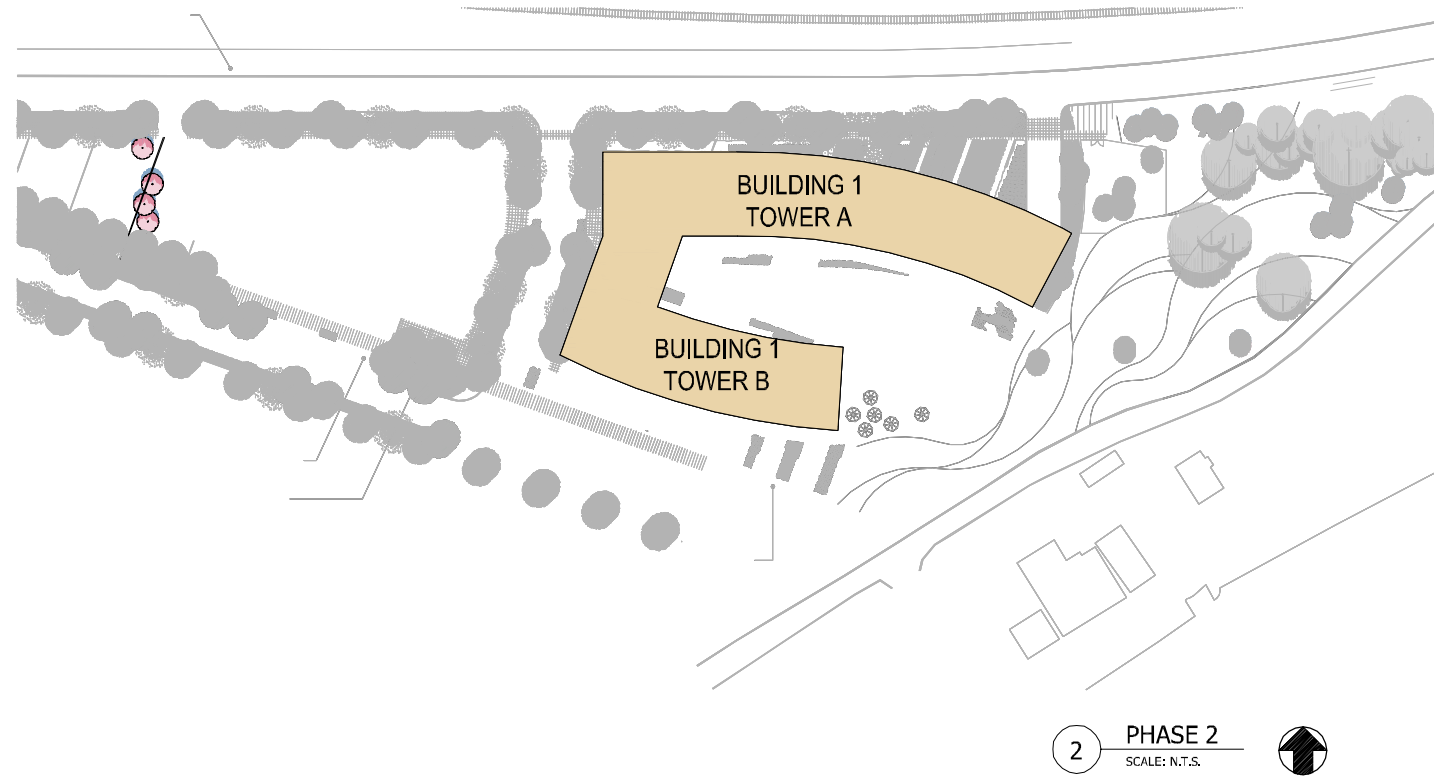 BUILDING 1
TOWER A
BUILDING 1
TOWER B
2
PHASE 2
SCALE: N.T.S.